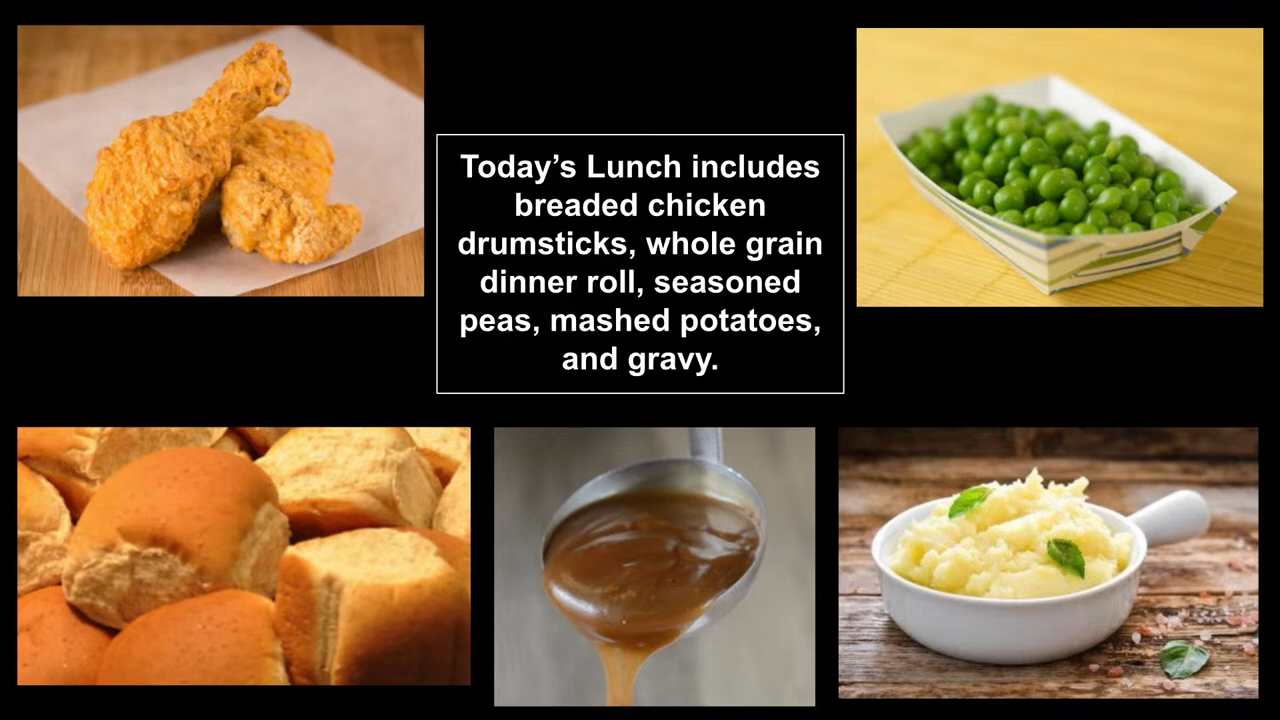 Today’s Lunch includes
breaded chicken
drumsticks, whole grain
dinner roll, seasoned
peas, mashed potatoes,
and gravy.